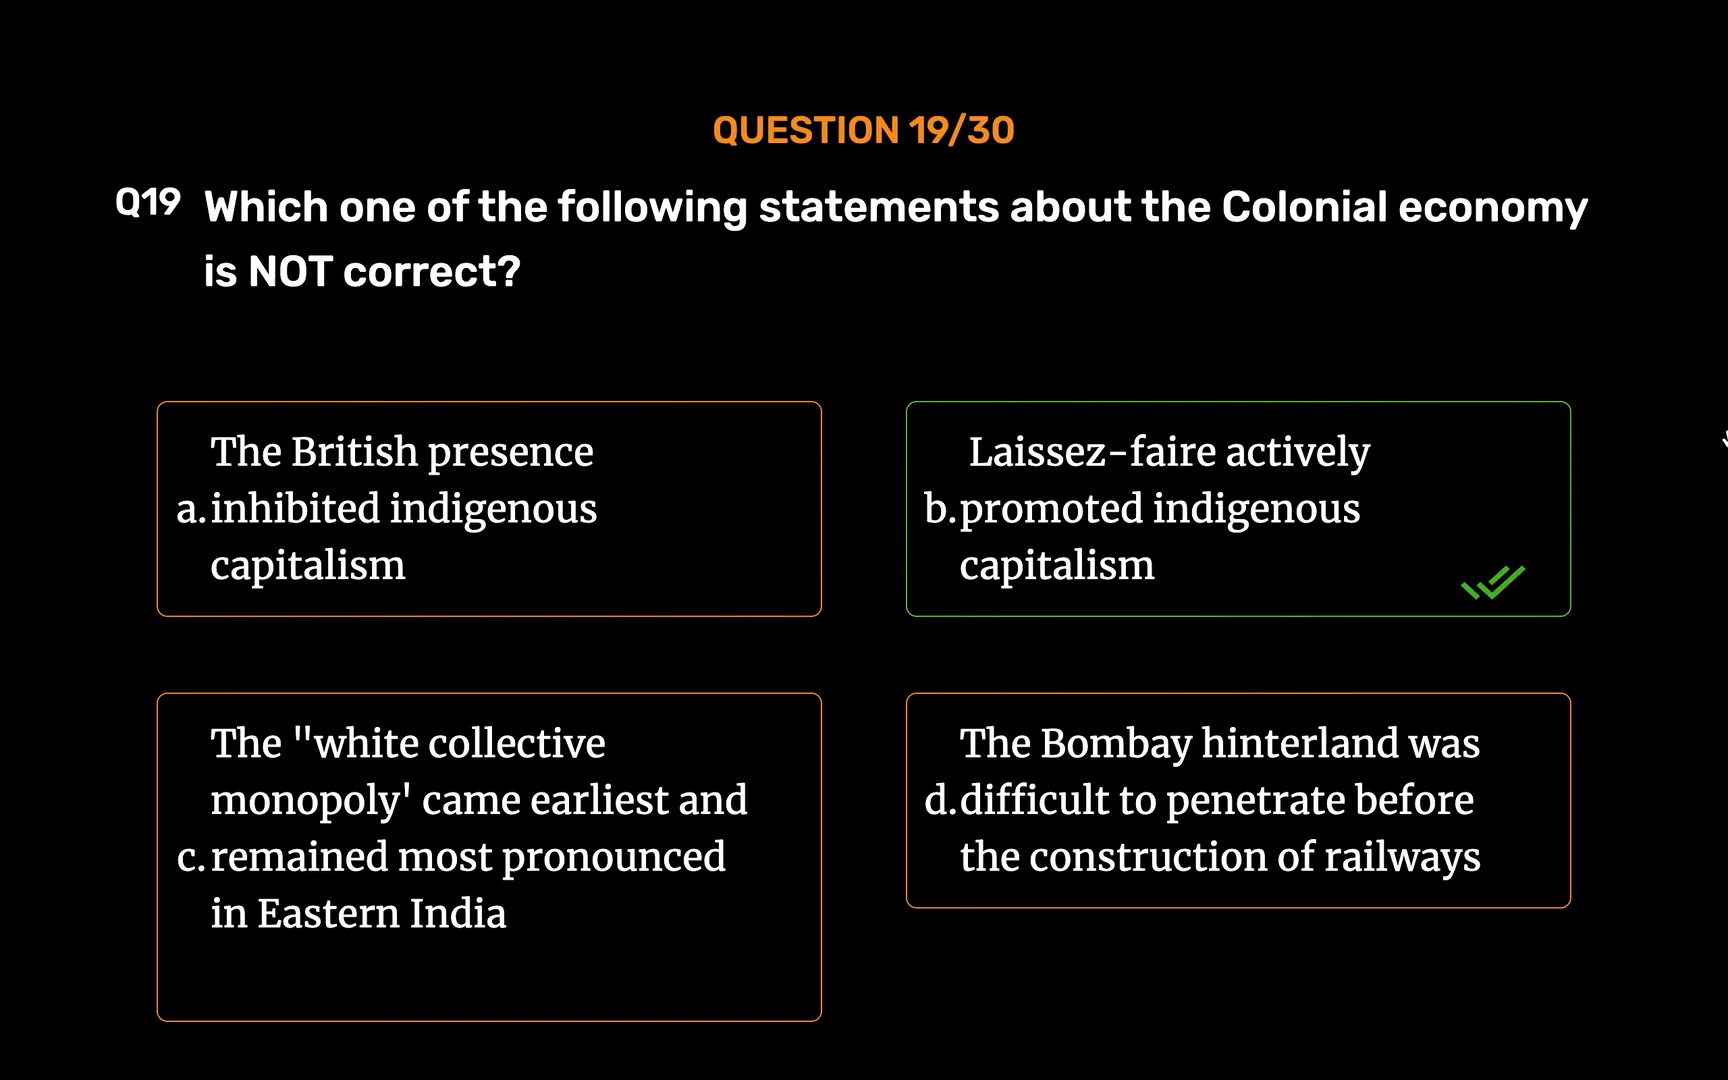 QUESTION 19/30
Q19 Which one of the following statements about the Colonial economy
is NOT correct?
The British presence
a. inhibited indigenous
capitalism
Laissez-faire actively
b. promoted indigenous
capitalism
The "white collective
monopoly' came earliest and
c. remained most pronounced
in Eastern India
The Bombay hinterland was
d. difficult to penetrate before
the construction of railways